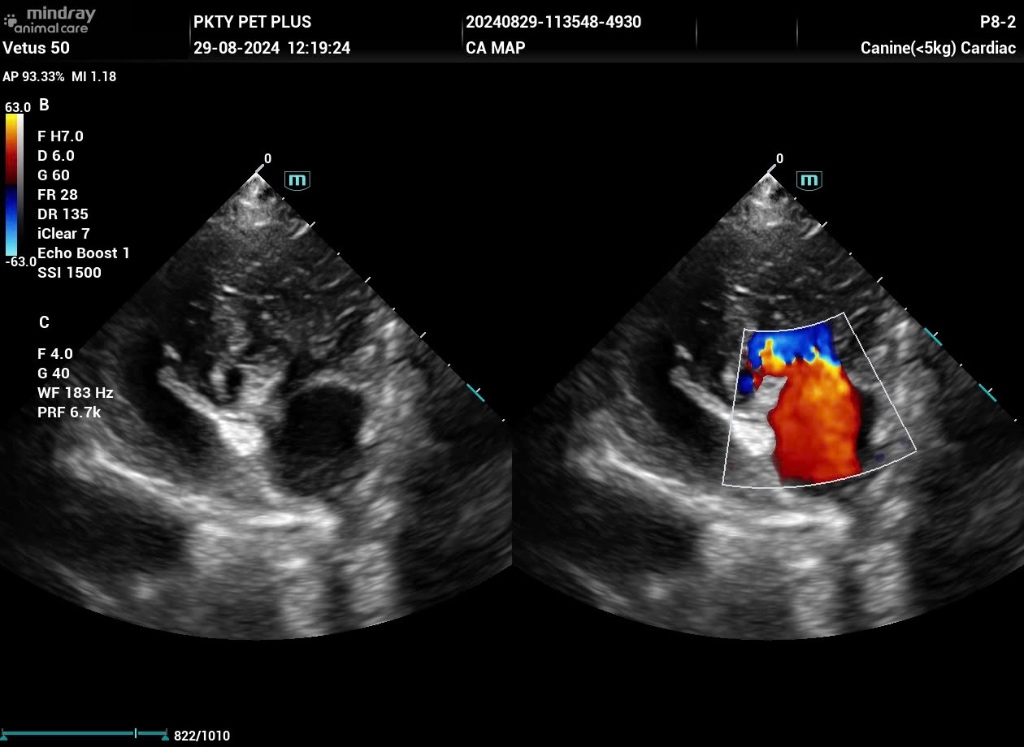 mindray
animalcare
Vetus 50
PKTY PET PLUS
29-08-2024 12:19:24
20240829-113548-4930
CA MAP
P8-2
Canine(<5kg) Cardiac
AP 93.33% MI 1.18
63.0
B
F H7.0
D 6.0
G 60
FR 28
DR 135
iClear 7
Echo Boost 1
-63.0
SSI 1500
C
F 4.0
G 40
WF 183 Hz
PRF 6.7k
0
m
0
m
822/1010